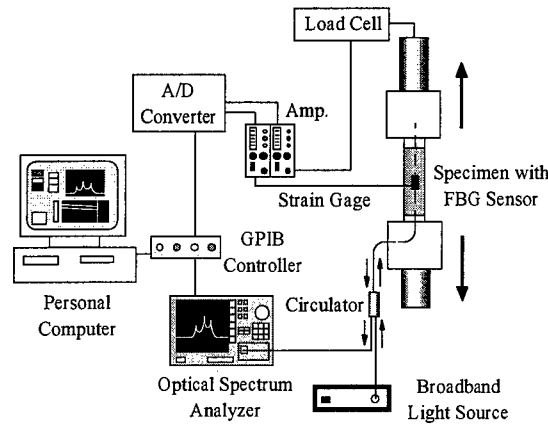 Load Cell
A/D
Converter
Amp.
Strain Gage
Specimen with
FBG Sensor
GPIB
Controller
Personal
Computer
Circulator
Optical Spectrum
Analyzer
Broadband
Light Source